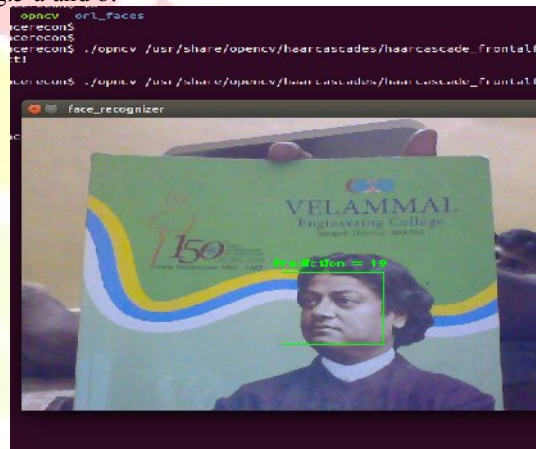 opncv orl_faces
acerecon$
acerecon$
acerecon$ ./opncv /usr/share/opencv/haarcascades/haarcascade_frontalf
ct!
acerecon$ ./opncv /usr/share/opencv/haarcascades/haarcascade_frontalf
face_recognizer
VELAMMAL
Engineering College
150
Prediction = 19